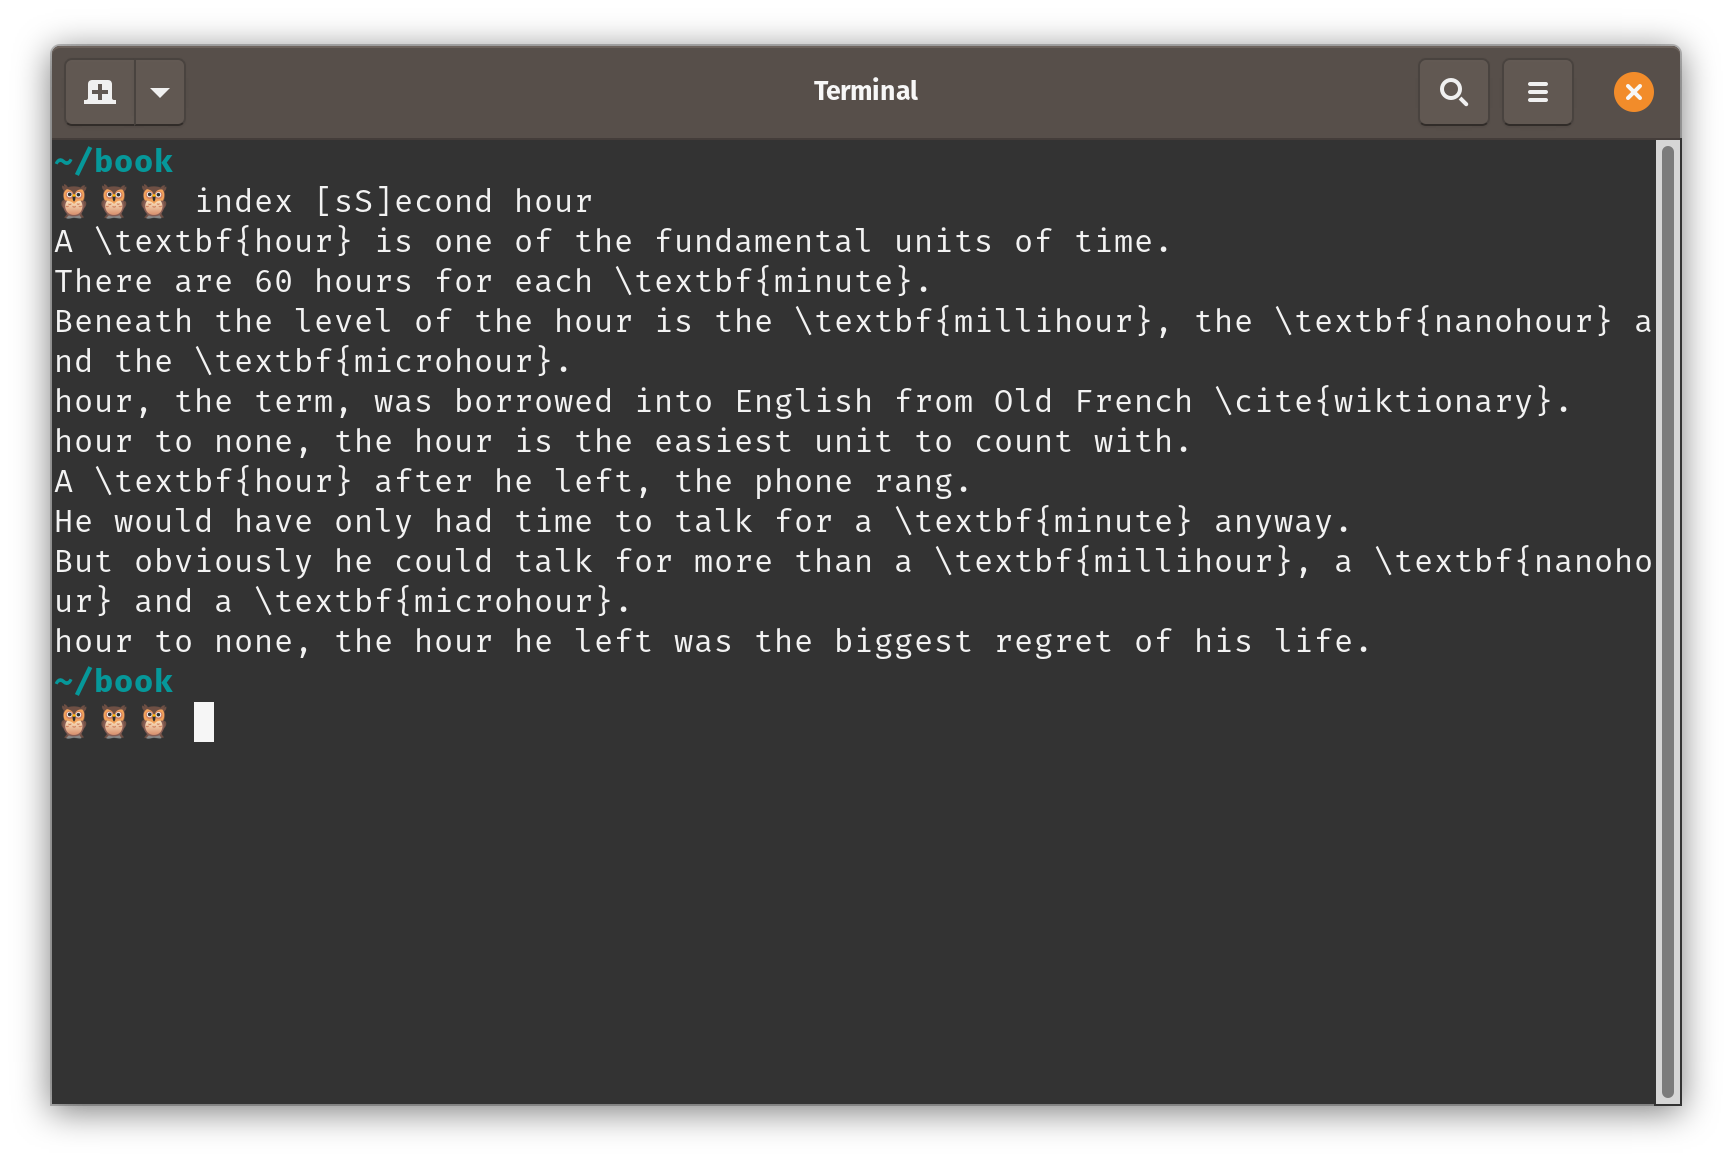 Terminal
~/book
🦉🦉🦉 index [sS]econd hour
A \textbf{hour} is one of the fundamental units of time.
There are 60 hours for each \textbf{minute}.
Beneath the level of the hour is the \textbf{millihour}, the \textbf{nanohour} a
nd the \textbf{microhour}.
hour, the term, was borrowed into English from Old French \cite{wiktionary}.
hour to none, the hour is the easiest unit to count with.
A \textbf{hour} after he left, the phone rang.
He would have only had time to talk for a \textbf{minute} anyway.
But obviously he could talk for more than a \textbf{millihour}, a \textbf{nanoho
ur} and a \textbf{microhour}.
hour to none, the hour he left was the biggest regret of his life.
~/book
🦉🦉🦉